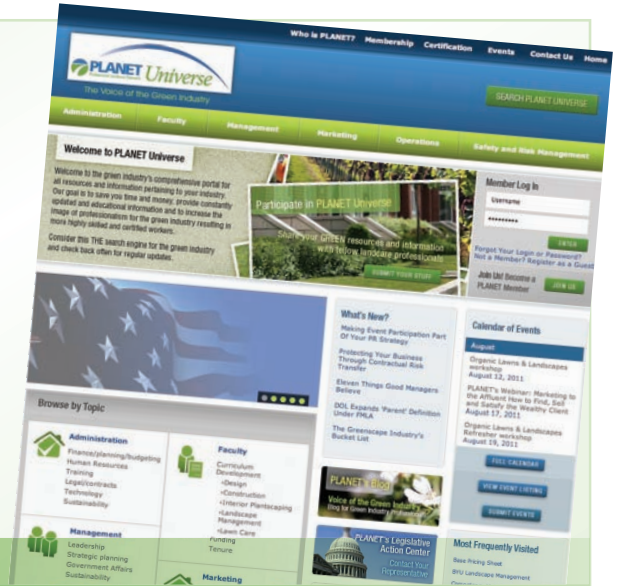 Who is PLANET? Membership Certification Events Contact Us Home
PLANET Universe
The Voice of the Green Industry
SEARCH PLANET UNIVERSE
Administration Faculty Management Marketing Operations Safety and Risk Management
Welcome to PLANET Universe
Welcome to the green industry's comprehensive portal for
all resources and information pertaining to your industry.
Our goal is to save you time and money, provide constantly
updated and educational information and to increase the
image of professionalism for the green industry resulting in
more highly skilled and certified workers.
Consider this THE search engine for the green industry
and check back often for regular updates.
Participate in PLANET Universe
Share your GREEN resources and information
with fellow landcare professionals
SUBMIT YOUR STUFF
Member Log In
Username
ENTER
Forgot Your Login or Password?
Not a Member? Register as a Guest
Join Us! Become a
PLANET Member
JOIN US
What's New?
Making Event Participation Part
Of Your PR Strategy
Protecting Your Business
Through Contractual Risk
Transfer
Eleven Things Good Managers
Believe
DOL Expands 'Parent' Definition
Under FMLA
The Greenscape Industry's
Bucket List
Calendar of Events
August
Organic Lawns & Landscapes
workshop
August 12, 2011
PLANET's Webinar: Marketing to
the Affluent How to Find, Sell
and Satisfy the Wealthy Client
August 17, 2011
Organic Lawns & Landscapes
Refresher workshop
August 19, 2011
FULL CALENDAR
VIEW EVENT LISTING
SUBMIT EVENTS
Browse by Topic
Administration
Finance/planning/budgeting
Human Resources
Training
Legal/contracts
Technology
Sustainability
Management
Leadership
Strategic planning
Government Affairs
Sustainability
Faculty
Curriculum
Development
•Design
•Construction
•Interior Plantscaping
•Landscape
Management
•Lawn Care
Funding
Tenure
Marketing
PLANET's Blog
Voice of the Green Industry
Blog for Green Industry Professionals
PLANET's Legislative
Action Center
Contact Your
Representative
Most Frequently Visited
Base Pricing Sheet
BYU Landscape Management